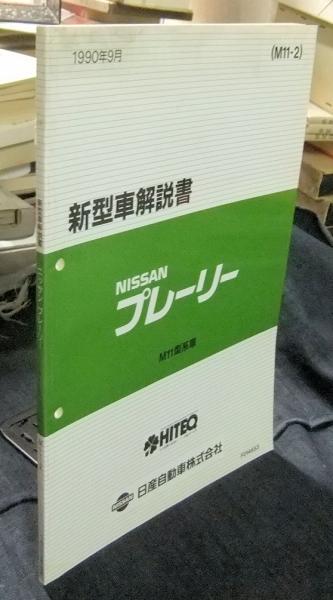 1990年9月
(M11-2)
新型車解説書
NISSAN
プレーリー
M11型系車
HITEQ
NISSAN
日産自動車株式会社